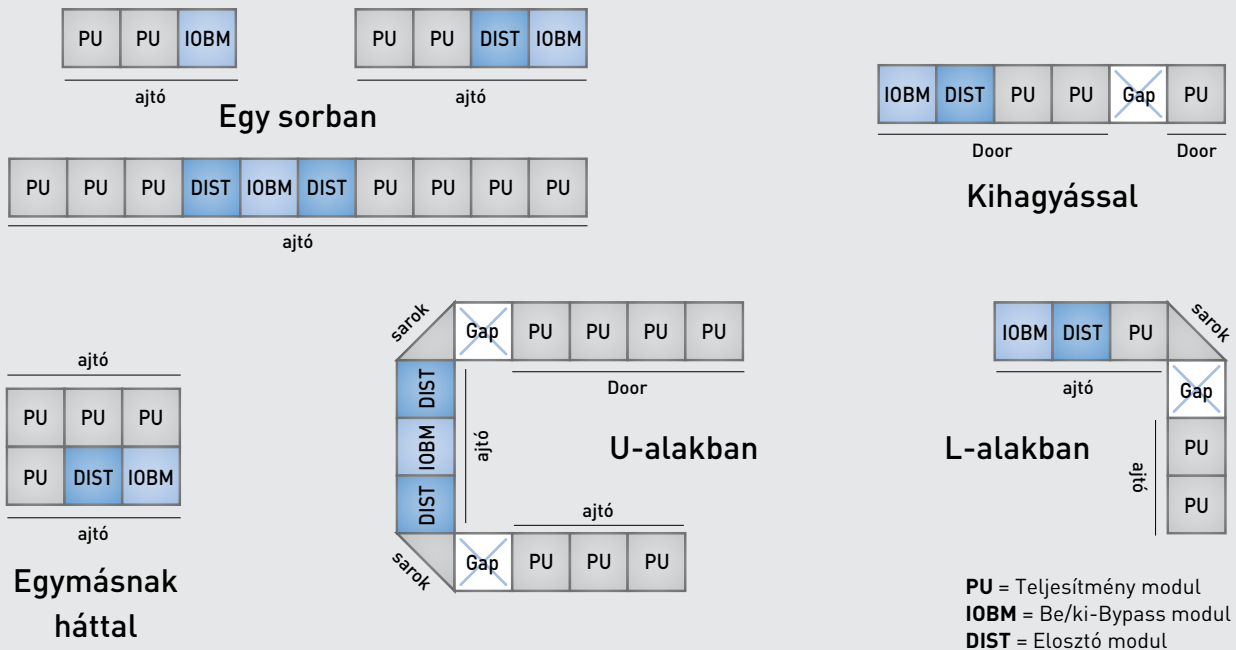 PU PU IOBM
ajtó
PU PU DIST IOBM
ajtó
Egy sorban
PU PU PU DIST IOBM DIST PU PU PU PU
ajtó
IOBM DIST PU PU Gap PU
Door Door
Kihagyással
ajtó
PU PU PU
PU DIST IOBM
ajtó
Egymásnak
háttal
sarok
Gap PU PU PU PU
Door
DIST
IOBM
DIST
ajtó
U-alakban
ajtó
sarok
Gap PU PU PU
IOBM DIST PU
sarok
ajtó
Gap
L-alakban
ajtó
PU
PU
PU = Teljesítmény modul
IOBM = Be/ki-Bypass modul
DIST = Elosztó modul